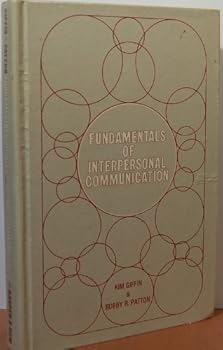 FUNDAMENTALS
OF
INTERPERSONAL
COMMUNICATION
KIM GIFFIN
&
BOBBY R. PATTON